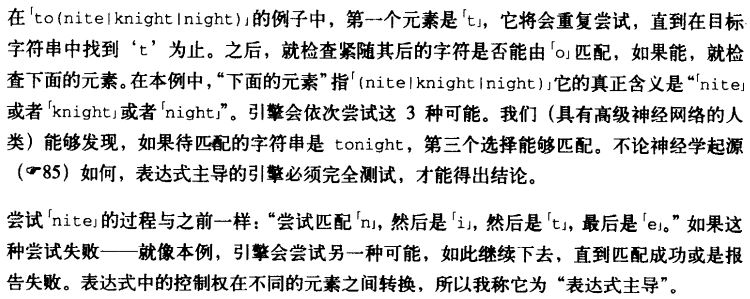 在「to(nite|knight|night)」的例子中，第一个元素是「t」，它将会重复尝试，直到在目标
字符串中找到‘t’为止。之后，就检查紧随其后的字符是否能由「o」匹配，如果能，就检
查下面的元素。在本例中，“下面的元素”指「(nite|knight|night)」它的真正含义是“「nite」
或者「knight」或者「night」”。引擎会依次尝试这 3 种可能。我们（具有高级神经网络的人
类）能够发现，如果待匹配的字符串是 tonight，第三个选择能够匹配。不论神经学起源
（☞85）如何，表达式主导的引擎必须完全测试，才能得出结论。
尝试「nite」的过程与之前一样：“尝试匹配「n」，然后是「i」，然后是「t」，最后是「e」。”如果这
种尝试失败——就像本例，引擎会尝试另一种可能，如此继续下去，直到匹配成功或是报
告失败。表达式中的控制权在不同的元素之间转换，所以我称它为“表达式主导”。